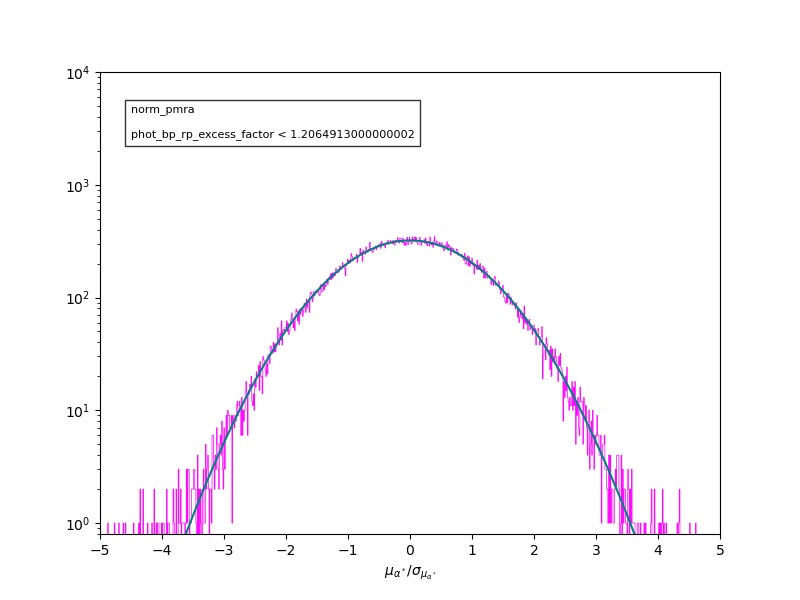 norm_pmra
phot_bp_rp_excess_factor < 1.2064913000000002
10⁴
10³
10²
10¹
10⁰
−5 −4 −3 −2 −1 0 1 2 3 4 5
μ_α*/σ_μ_α*